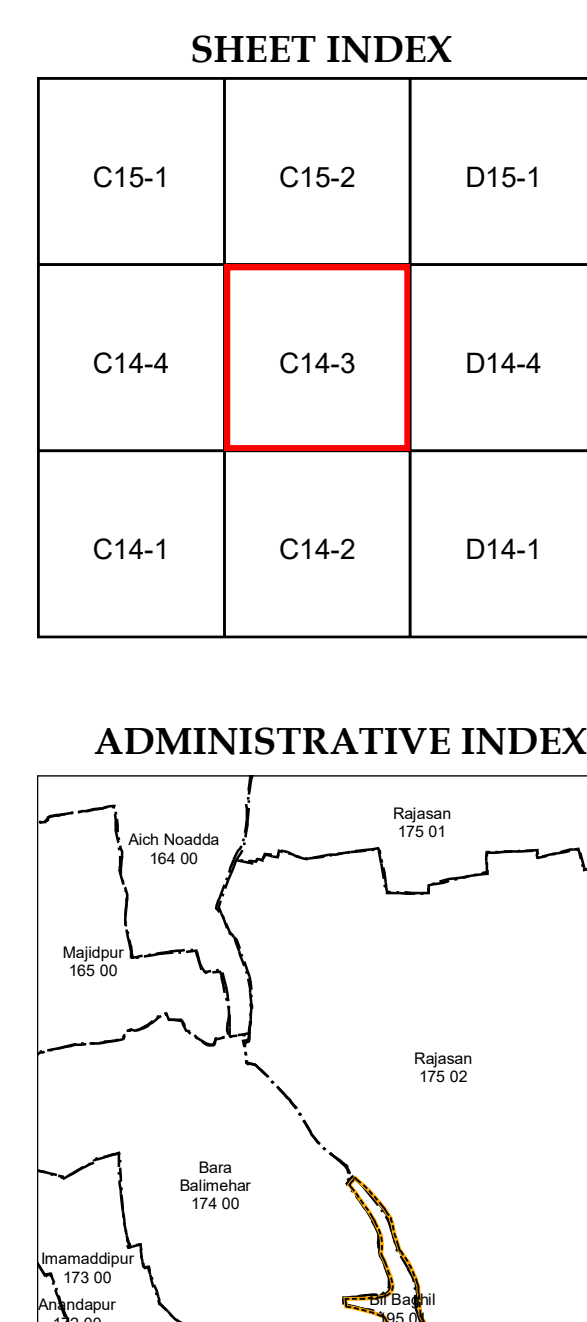 SHEET INDEX
C15-1 C15-2 D15-1
C14-4 C14-3 D14-4
C14-1 C14-2 D14-1
ADMINISTRATIVE INDEX
Rajasan
175 01
Aich Noadda
164 00
Majidpur
165 00
Rajasan
175 02
Bara
Balimehar
174 00
Imamaddipur
173 00
Anandapur
Bil Baghil